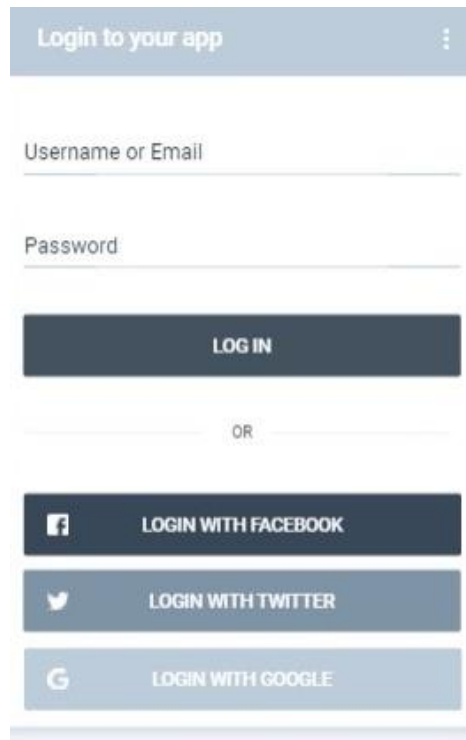 Login to your app
Username or Email
Password
LOG IN
OR
LOGIN WITH FACEBOOK
LOGIN WITH TWITTER
LOGIN WITH GOOGLE